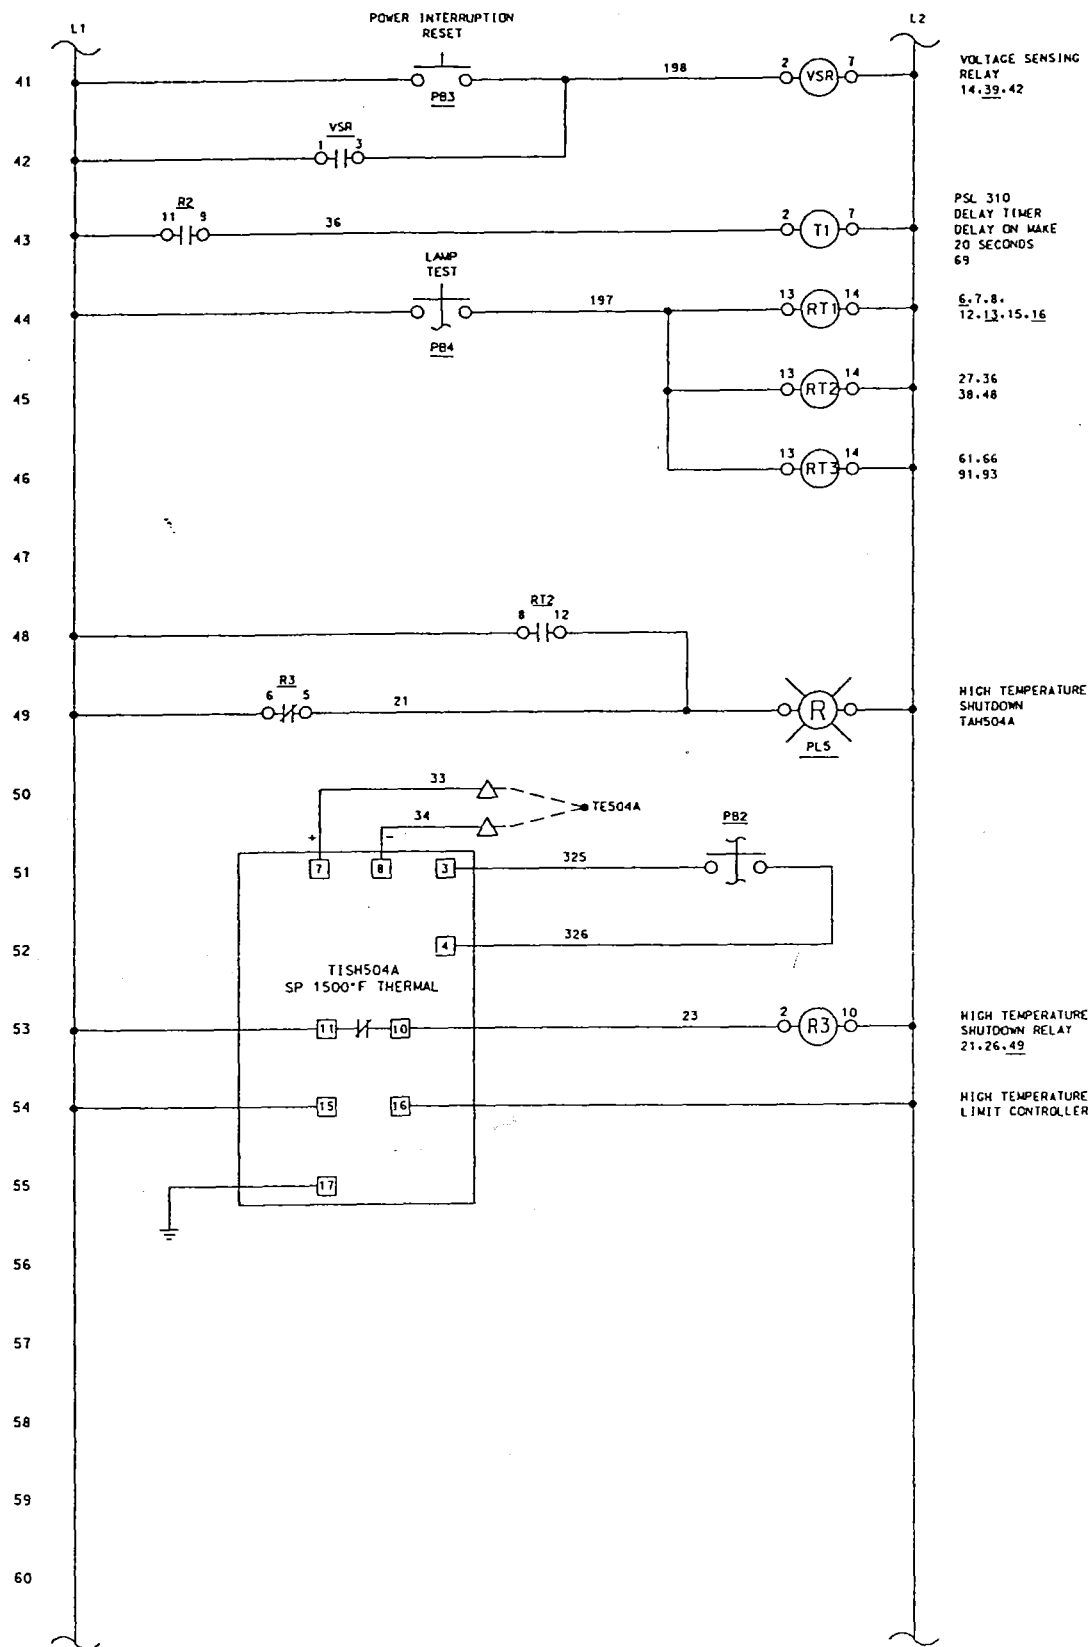 L1
POWER INTERRUPTION
RESET
L2
41
PB3
198
2 VSR 7
VOLTAGE SENSING
RELAY
14,39,42
42
VSR
1 3
43
R2
11 9
36
2 T1 7
PSL 310
DELAY TIMER
DELAY ON MAKE
20 SECONDS
69
44
LAMP
TEST
PB4
197
13 RT1 14
6,7,8,
12,13,15,16
45
13 RT2 14
27,36
38,48
46
13 RT3 14
61,66
91,93
47
48
RT2
8 12
49
R3
6 5
21
R
PL5
HIGH TEMPERATURE
SHUTDOWN
TAH504A
50
33
34
TE504A
+ -
51
7 8 3
325
PB2
52
4
326
TISH504A
SP 1500°F THERMAL
53
11 10
23
2 R3 10
HIGH TEMPERATURE
SHUTDOWN RELAY
21,26,49
54
15 16
HIGH TEMPERATURE
LIMIT CONTROLLER
55
17
56
57
58
59
60